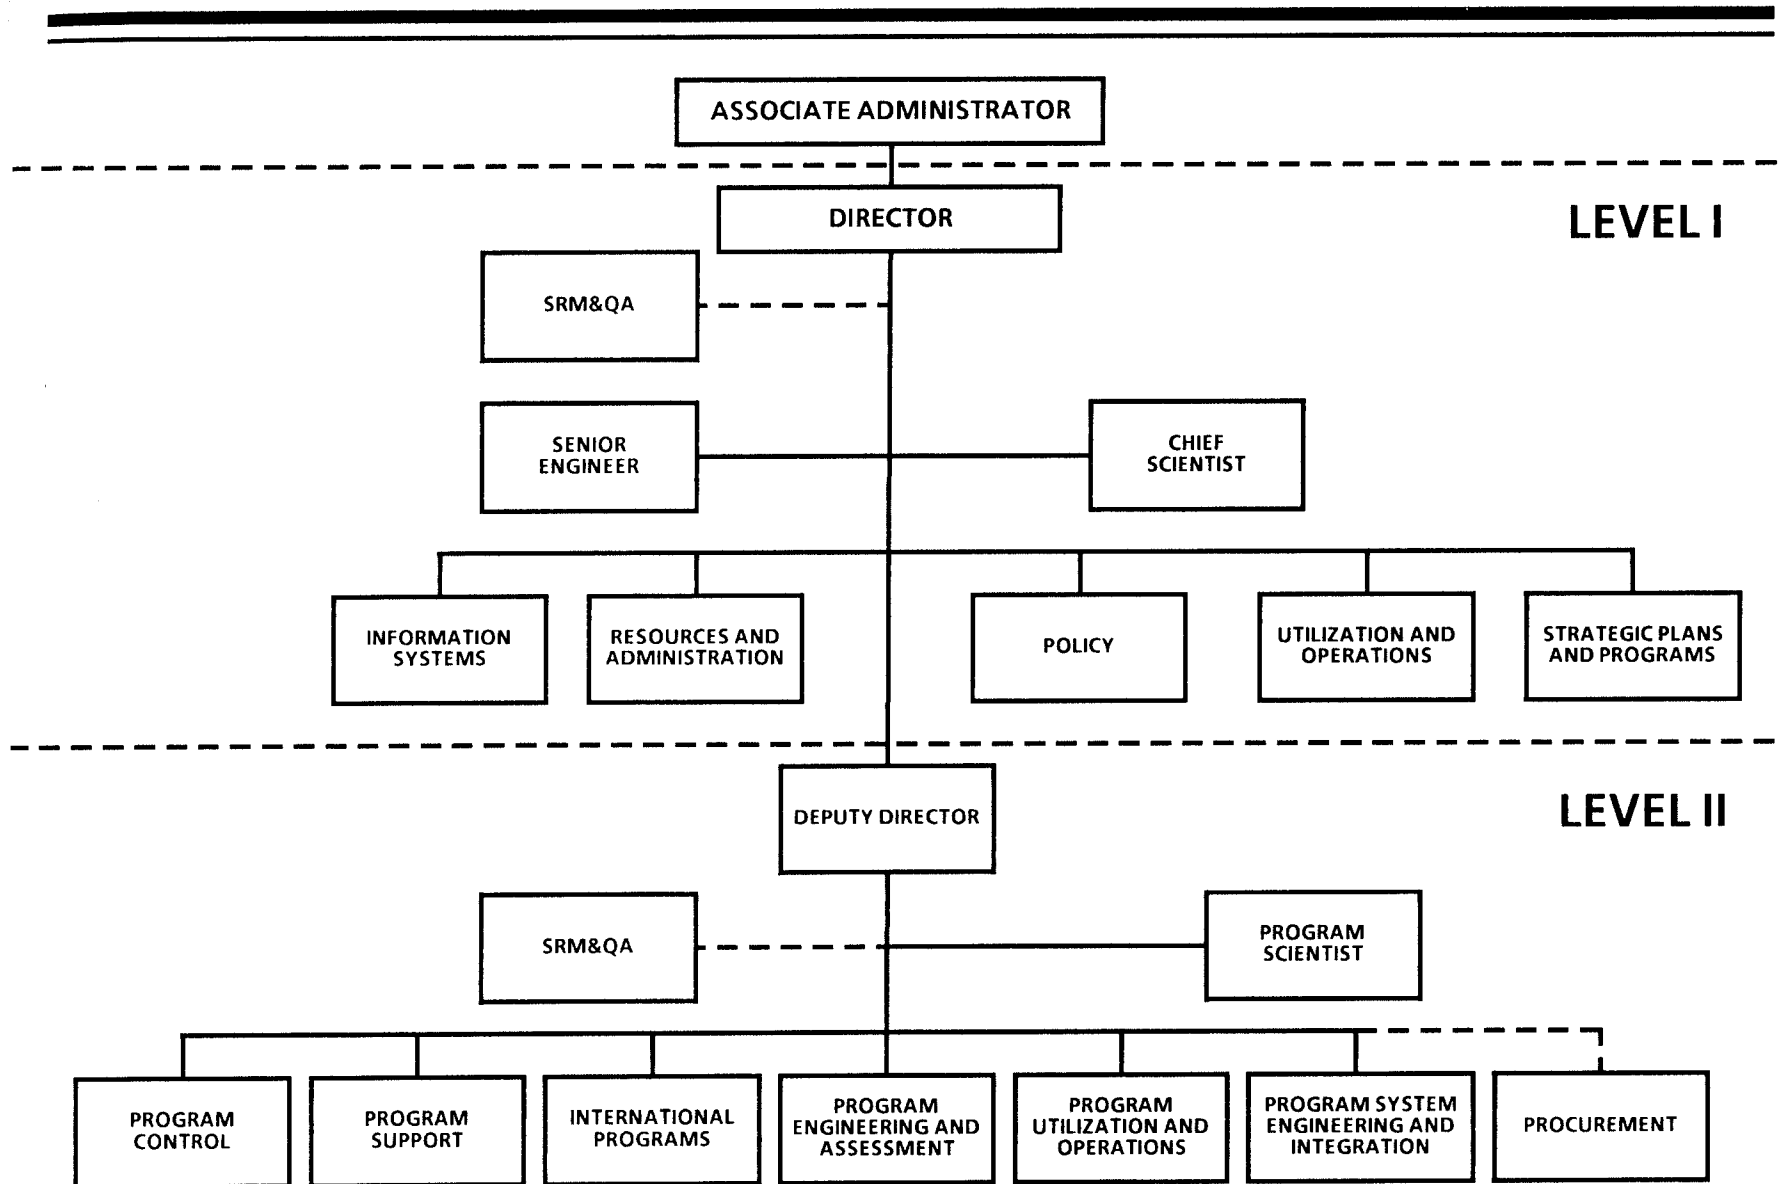 ASSOCIATE ADMINISTRATOR
DIRECTOR
LEVEL I
SRM&QA
SENIOR
ENGINEER
CHIEF
SCIENTIST
INFORMATION
SYSTEMS
RESOURCES AND
ADMINISTRATION
POLICY
UTILIZATION AND
OPERATIONS
STRATEGIC PLANS
AND PROGRAMS
DEPUTY DIRECTOR
LEVEL II
SRM&QA
PROGRAM
SCIENTIST
PROGRAM
CONTROL
PROGRAM
SUPPORT
INTERNATIONAL
PROGRAMS
PROGRAM
ENGINEERING AND
ASSESSMENT
PROGRAM
UTILIZATION AND
OPERATIONS
PROGRAM SYSTEM
ENGINEERING AND
INTEGRATION
PROCUREMENT